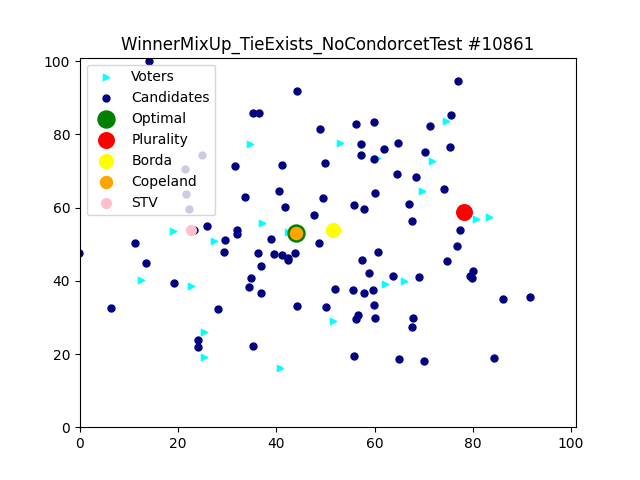 WinnerMixUp_TieExists_NoCondorcetTest #10861
Voters
Candidates
Optimal
Plurality
Borda
Copeland
STV
100
80
60
40
20
0
0 20 40 60 80 100